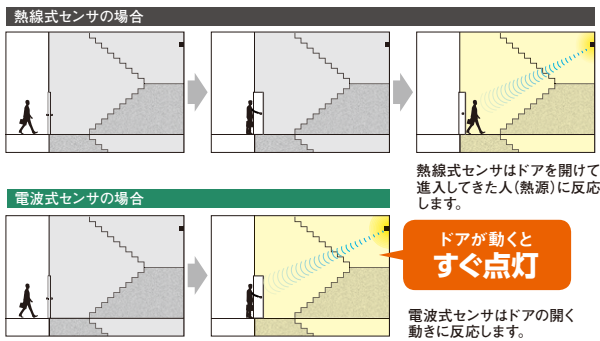 熱線式センサの場合
熱線式センサはドアを開けて
進入してきた人(熱源)に反応
します。
電波式センサの場合
ドアが動くと
すぐ点灯
電波式センサはドアの開く
動きに反応します。